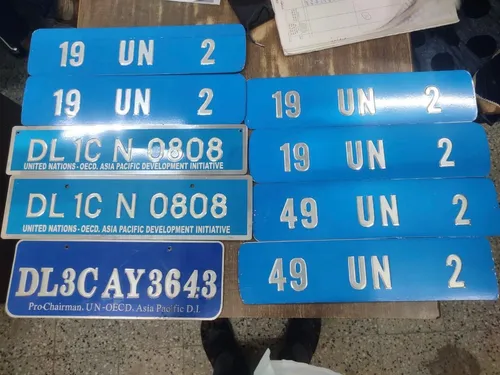 19 UN 2
19 UN 2
DL 1C N 0808
UNITED NATIONS - OECD. ASIA PACIFIC DEVELOPMENT INITIATIVE
DL 1C N 0808
UNITED NATIONS - OECD. ASIA PACIFIC DEVELOPMENT INITIATIVE
DL3CAY3643
Pro-Chairman. UN-OECD. Asia Pacific D.I.
19 UN 2
19 UN 2
49 UN 2
49 UN 2